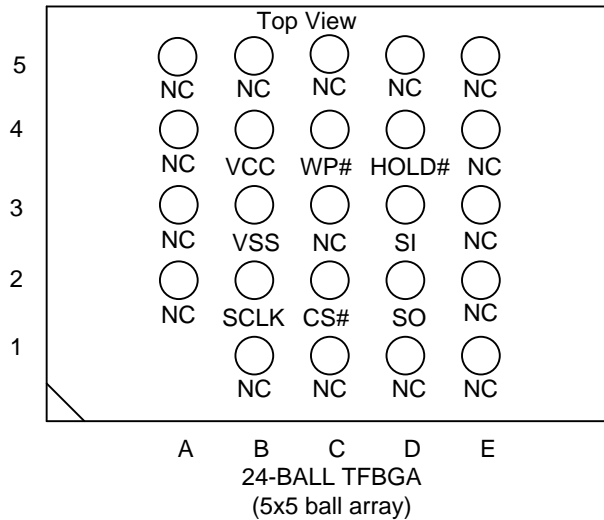 Top View
5
NC NC NC NC NC
4
NC VCC WP# HOLD# NC
3
NC VSS NC SI NC
2
NC SCLK CS# SO NC
1
NC NC NC NC
A B C D E
24-BALL TFBGA
(5x5 ball array)